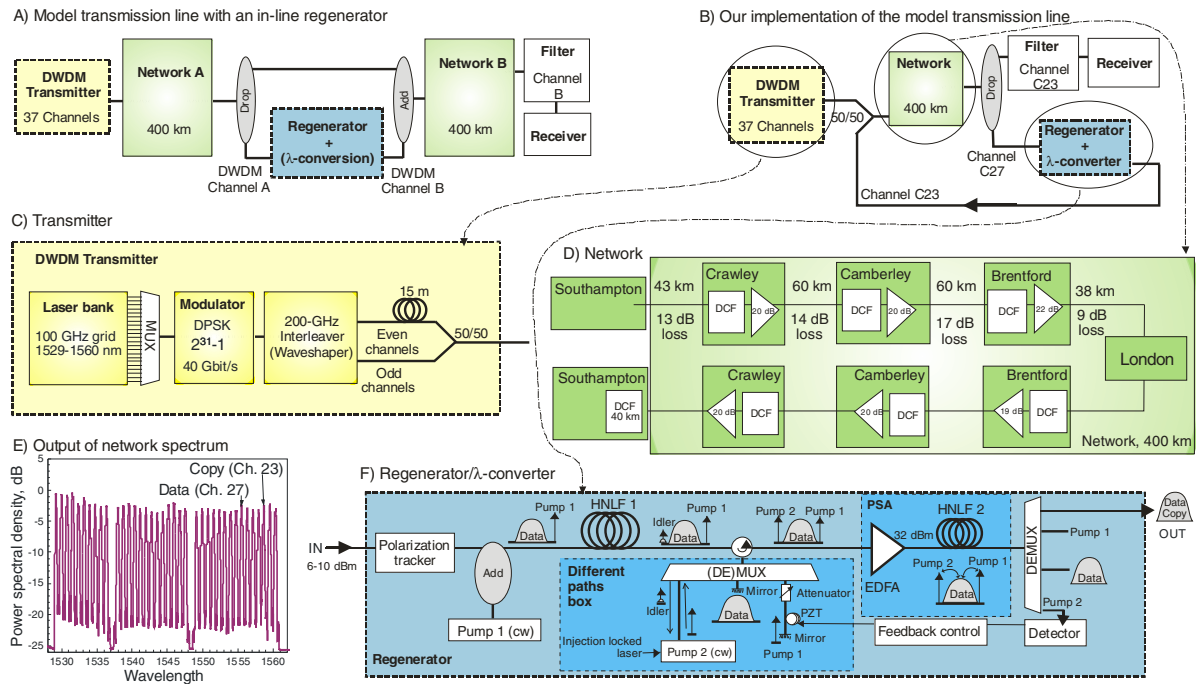 A) Model transmission line with an in-line regenerator
DWDM
Transmitter
37 Channels
Network A
400 km
Drop
Regenerator
+
(λ-conversion)
DWDM
Channel A
DWDM
Channel B
Add
Network B
400 km
Filter
Channel
B
Receiver
B) Our implementation of the model transmission line
DWDM
Transmitter
37 Channels
50/50
Network
400 km
Drop
Filter
Channel
C23
Receiver
Channel
C27
Regenerator
+
λ-converter
Channel C23
C) Transmitter
DWDM Transmitter
Laser bank
100 GHz grid
1529-1560 nm
MUX
Modulator
DPSK
2³¹-1
40 Gbit/s
200-GHz
Interleaver
(Waveshaper)
15 m
Even
channels
Odd
channels
50/50
D) Network
Southampton
43 km
13 dB
loss
Crawley
DCF
20 dB
60 km
14 dB
loss
Camberley
DCF
20 dB
60 km
17 dB
loss
Brentford
DCF
22 dB
38 km
9 dB
loss
London
Southampton
DCF
40 km
Crawley
20 dB
DCF
Camberley
20 dB
DCF
Brentford
19 dB
DCF
Network, 400 km
E) Output of network spectrum
Power spectral density, dB
5
0
-5
-10
-15
-20
-25
Copy (Ch. 23)
Data (Ch. 27)
1530 1535 1540 1545 1550 1555 1560
Wavelength
F) Regenerator/λ-converter
IN
6-10 dBm
Polarization
tracker
Add
Pump 1 (cw)
Pump 1
Data
HNLF 1
Idler
Data
Pump 1
Pump 2
Pump 1
Data
Different
paths
box
(DE)MUX
Idler
Mirror
Data
Attenuator
PZT
Mirror
Pump 1
Injection locked
laser
Pump 2 (cw)
Regenerator
PSA
EDFA
32 dBm
HNLF 2
Pump 2
Pump 1
Data
DEMUX
Data
Copy
OUT
Pump 1
Data
Pump 2
Detector
Feedback control